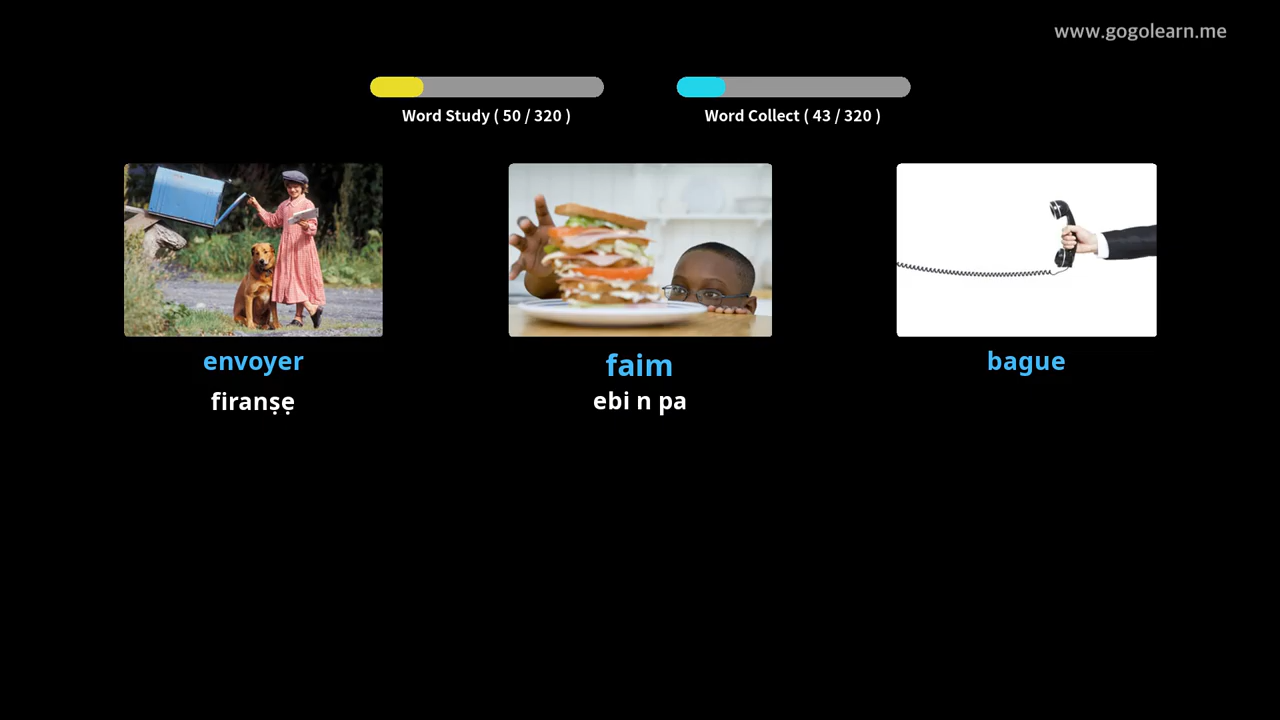 www.gogolearn.me
Word Study ( 50 / 320 )
Word Collect ( 43 / 320 )
envoyer
firanṣẹ
faim
ebi n pa
bague